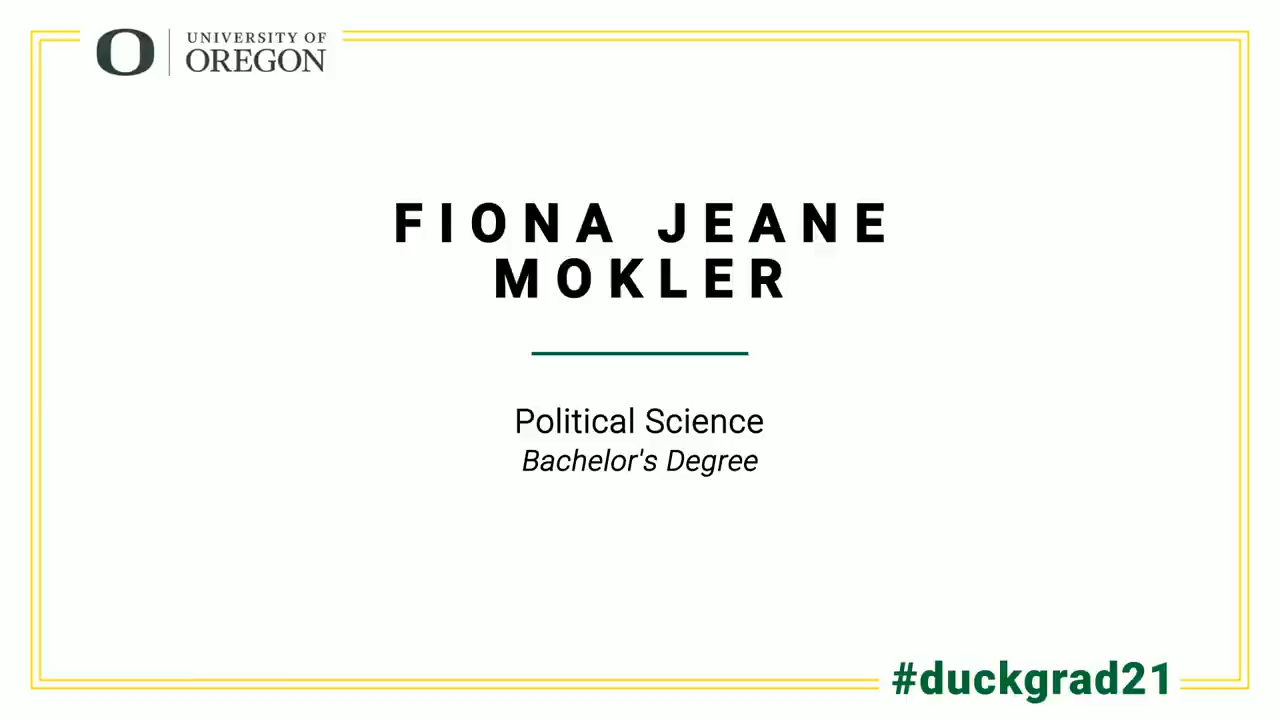 O
UNIVERSITY OF
OREGON
FIONA JEANE
MOKLER
Political Science
Bachelor's Degree
#duckgrad21